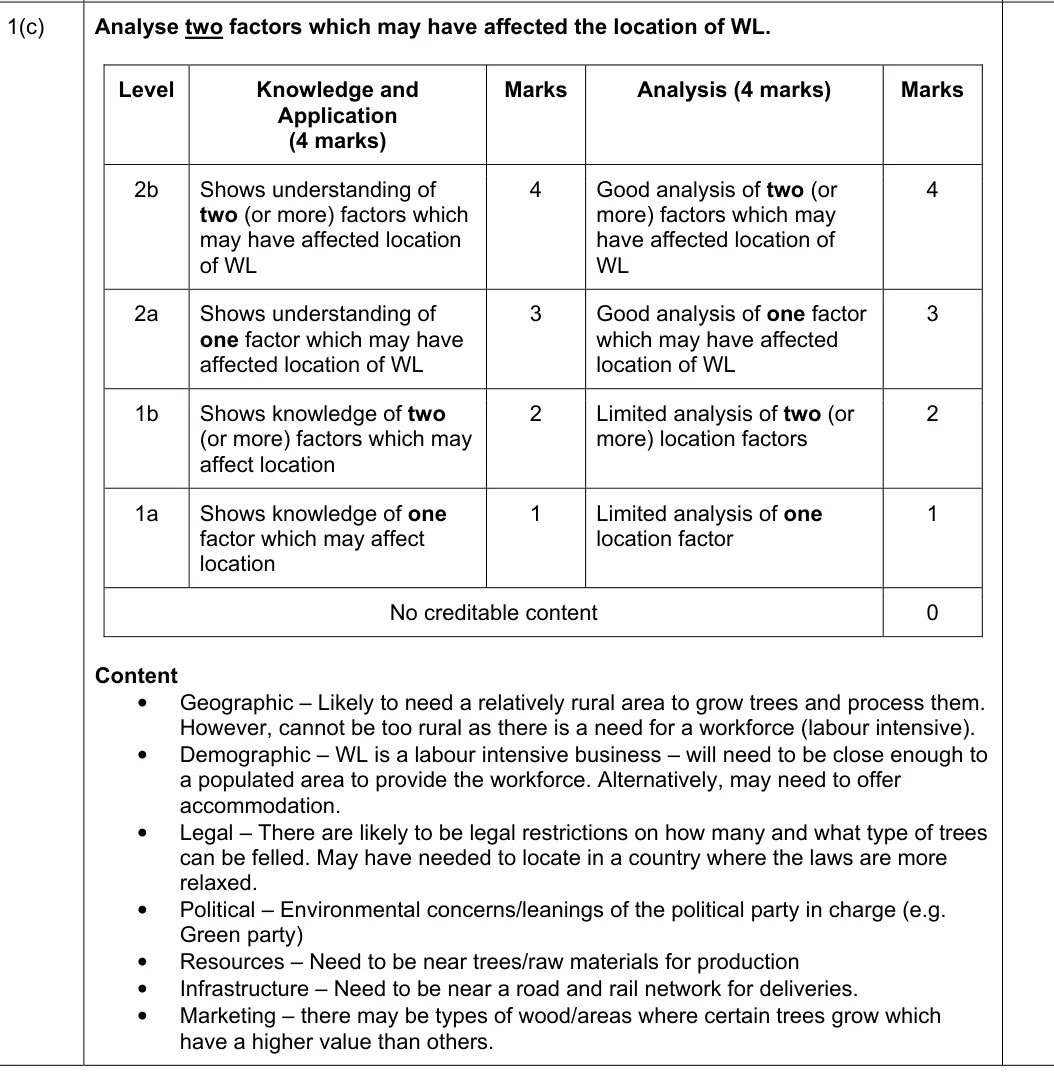 1(c) Analyse two factors which may have affected the location of WL.
Level Knowledge and Marks Analysis (4 marks) Marks
Application
(4 marks)
2b Shows understanding of 4 Good analysis of two (or 4
two (or more) factors which more) factors which may
may have affected location have affected location of
of WL WL
2a Shows understanding of 3 Good analysis of one factor 3
one factor which may have which may have affected
affected location of WL location of WL
1b Shows knowledge of two 2 Limited analysis of two (or 2
(or more) factors which may more) location factors
affect location
1a Shows knowledge of one 1 Limited analysis of one 1
factor which may affect location factor
location
No creditable content 0
Content
• Geographic – Likely to need a relatively rural area to grow trees and process them.
However, cannot be too rural as there is a need for a workforce (labour intensive).
• Demographic – WL is a labour intensive business – will need to be close enough to
a populated area to provide the workforce. Alternatively, may need to offer
accommodation.
• Legal – There are likely to be legal restrictions on how many and what type of trees
can be felled. May have needed to locate in a country where the laws are more
relaxed.
• Political – Environmental concerns/leanings of the political party in charge (e.g.
Green party)
• Resources – Need to be near trees/raw materials for production
• Infrastructure – Need to be near a road and rail network for deliveries.
• Marketing – there may be types of wood/areas where certain trees grow which
have a higher value than others.